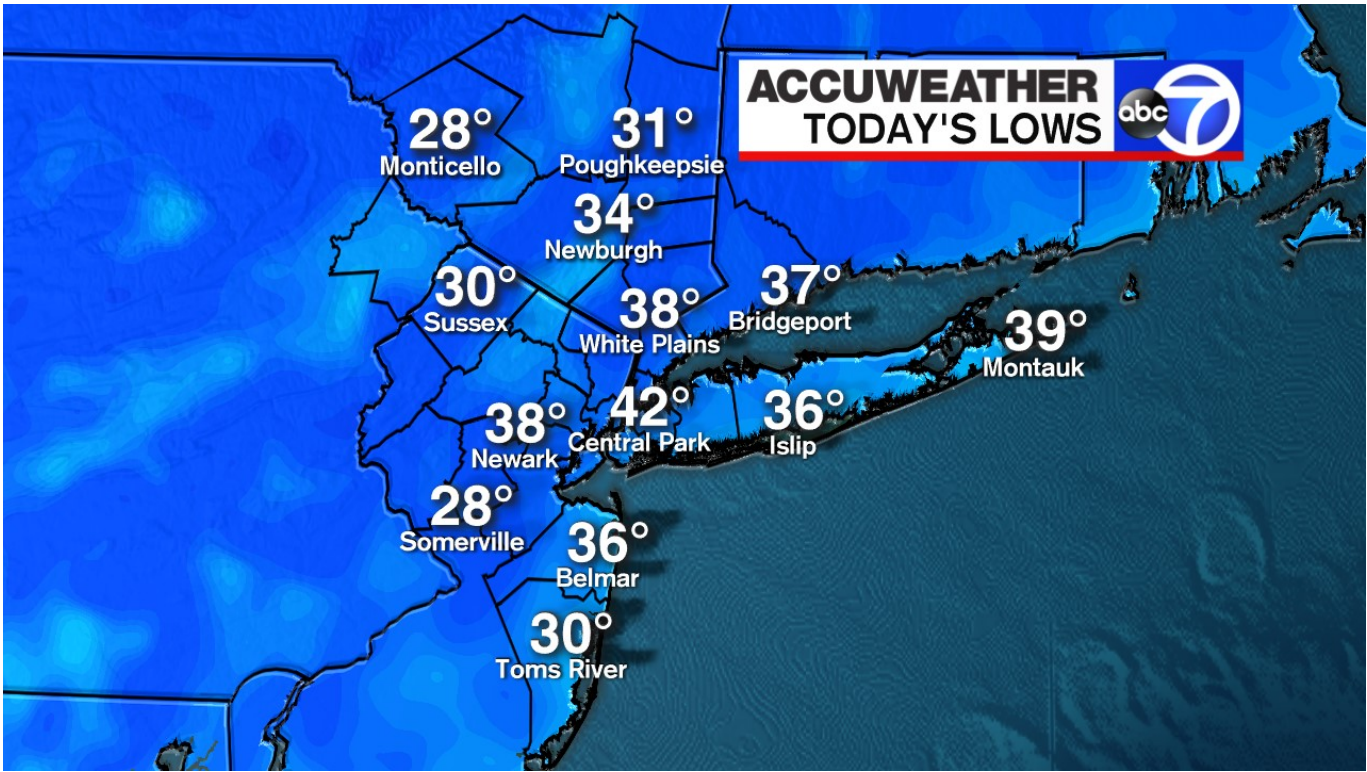 ACCUWEATHER
TODAY'S LOWS
abc 7
28°
Monticello
31°
Poughkeepsie
34°
Newburgh
30°
Sussex
38°
White Plains
37°
Bridgeport
39°
Montauk
38°
Newark
42°
Central Park
36°
Islip
28°
Somerville
36°
Belmar
30°
Toms River